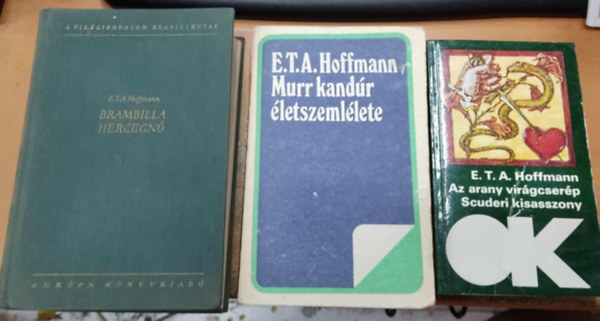 A VILÁGIRODALOM KLASSZIKUSAI
E.T.A. Hoffmann
BRAMBILLA
HERCEGNŐ
EURÓPA KÖNYVKIADÓ
E.T.A. Hoffmann
Murr kandúr
életszemlélete
E. T. A. Hoffmann
Az arany virágcserép
Scuderi kisasszony
OK